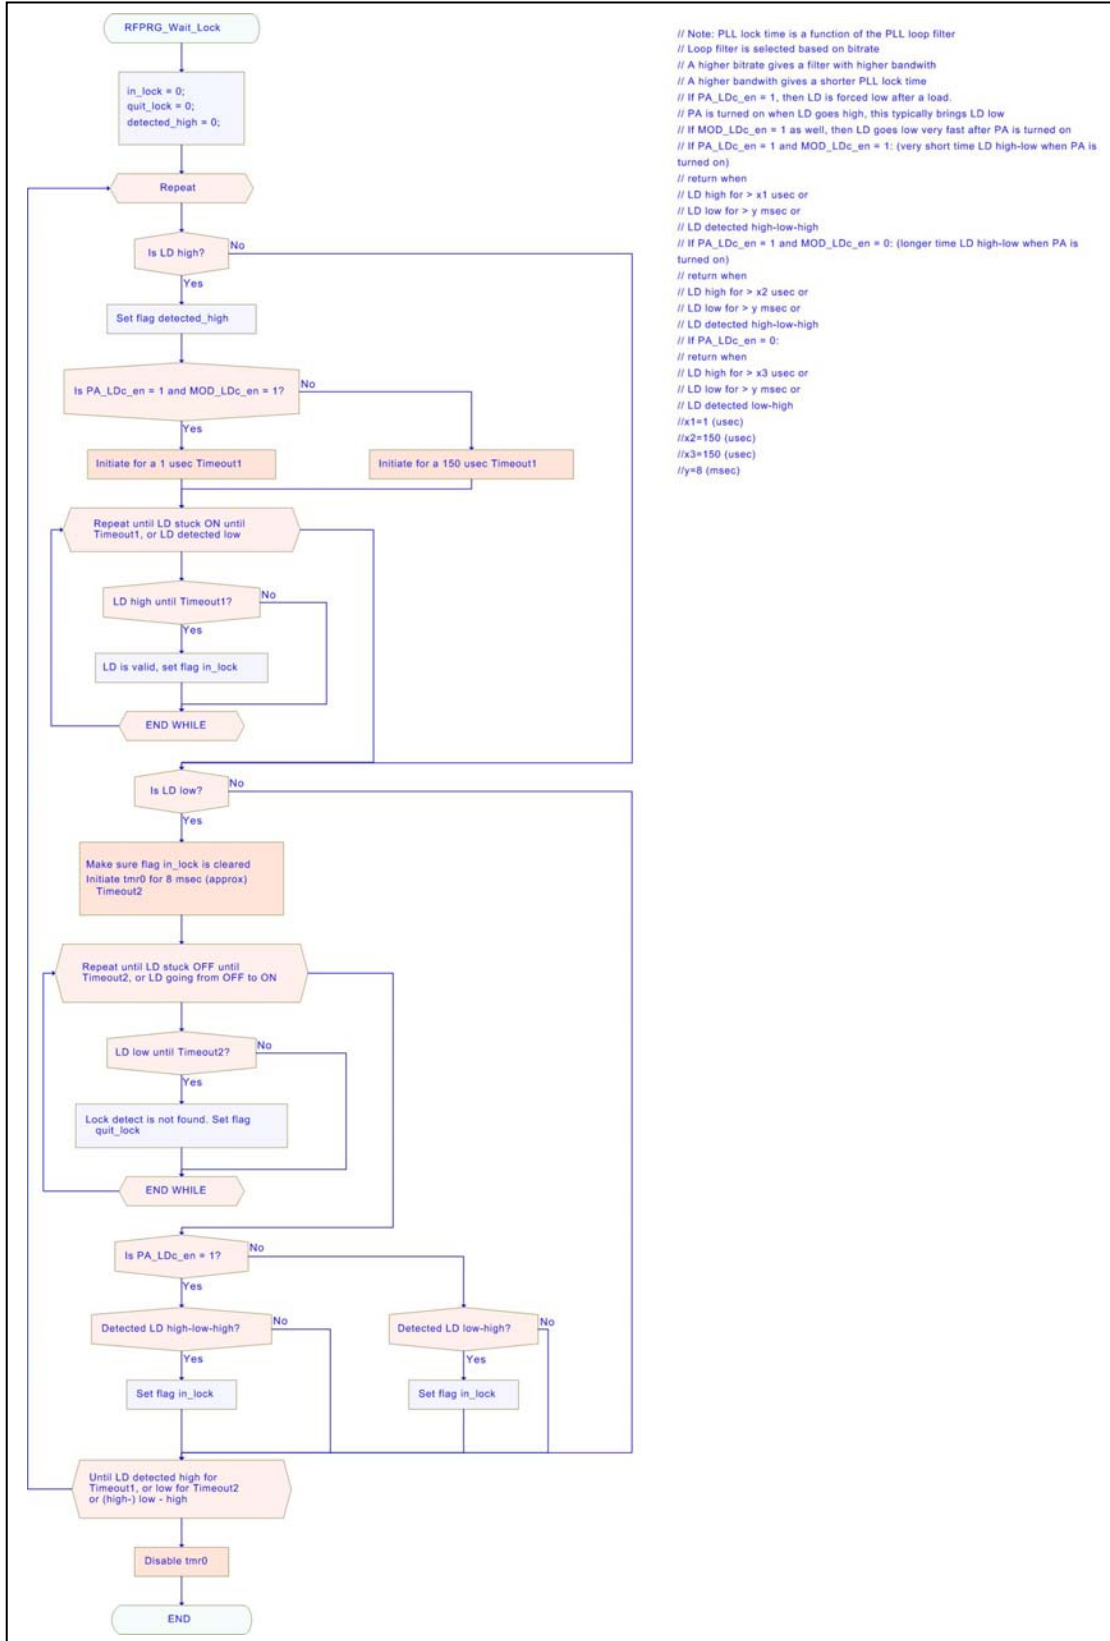 RFPRG_Wait_Lock
in_lock = 0;
quit_lock = 0;
detected_high = 0;
Repeat
Is LD high?
No
Yes
Set flag detected_high
Is PA_LDc_en = 1 and MOD_LDc_en = 1?
No
Yes
Initiate for a 1 usec Timeout1
Initiate for a 150 usec Timeout1
Repeat until LD stuck ON until
Timeout1, or LD detected low
LD high until Timeout1?
No
Yes
LD is valid, set flag in_lock
END WHILE
Is LD low?
No
Yes
Make sure flag in_lock is cleared
Initiate tmr0 for 8 msec (approx)
Timeout2
Repeat until LD stuck OFF until
Timeout2, or LD going from OFF to ON
LD low until Timeout2?
No
Yes
Lock detect is not found. Set flag
quit_lock
END WHILE
Is PA_LDc_en = 1?
No
Yes
Detected LD high-low-high?
No
Detected LD low-high?
No
Yes
Yes
Set flag in_lock
Set flag in_lock
Until LD detected high for
Timeout1, or low for Timeout2
or (high-) low - high
Disable tmr0
END
// Note: PLL lock time is a function of the PLL loop filter
// Loop filter is selected based on bitrate
// A higher bitrate gives a filter with higher bandwith
// A higher bandwith gives a shorter PLL lock time
// If PA_LDc_en = 1, then LD is forced low after a load.
// PA is turned on when LD goes high, this typically brings LD low
// If MOD_LDc_en = 1 as well, then LD goes low very fast after PA is turned on
// If PA_LDc_en = 1 and MOD_LDc_en = 1: (very short time LD high-low when PA is
turned on)
// return when
// LD high for > x1 usec or
// LD low for > y msec or
// LD detected high-low-high
// If PA_LDc_en = 1 and MOD_LDc_en = 0: (longer time LD high-low when PA is
turned on)
// return when
// LD high for > x2 usec or
// LD low for > y msec or
// LD detected high-low-high
// If PA_LDc_en = 0:
// return when
// LD high for > x3 usec or
// LD low for > y msec or
// LD detected low-high
//x1=1 (usec)
//x2=150 (usec)
//x3=150 (usec)
//y=8 (msec)